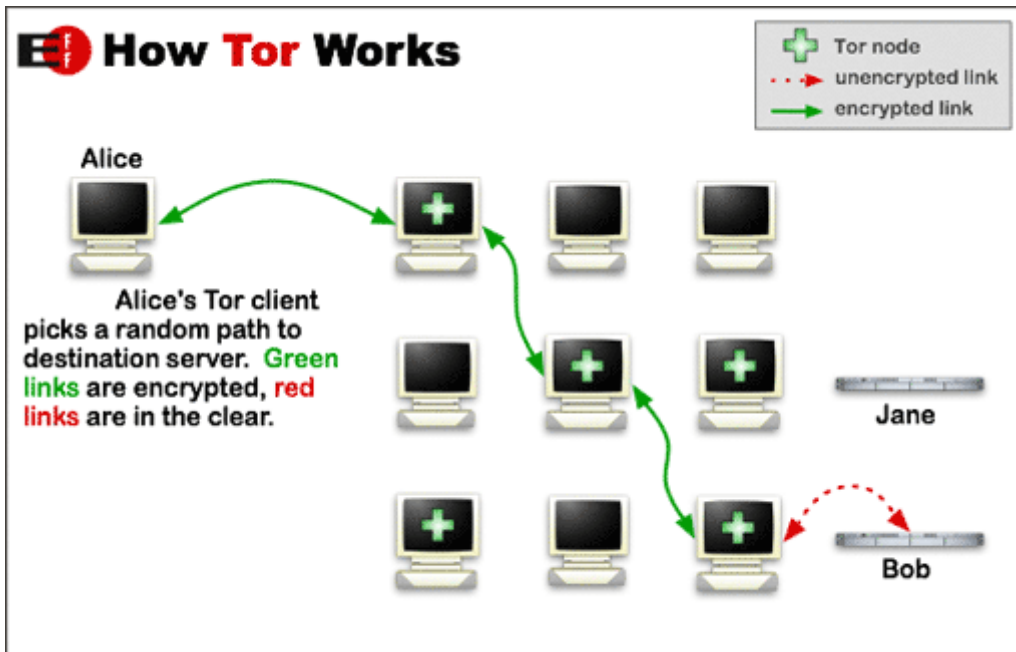 EFF How Tor Works
Tor node
unencrypted link
encrypted link
Alice
Alice's Tor client
picks a random path to
destination server. Green
links are encrypted, red
links are in the clear.
Jane
Bob